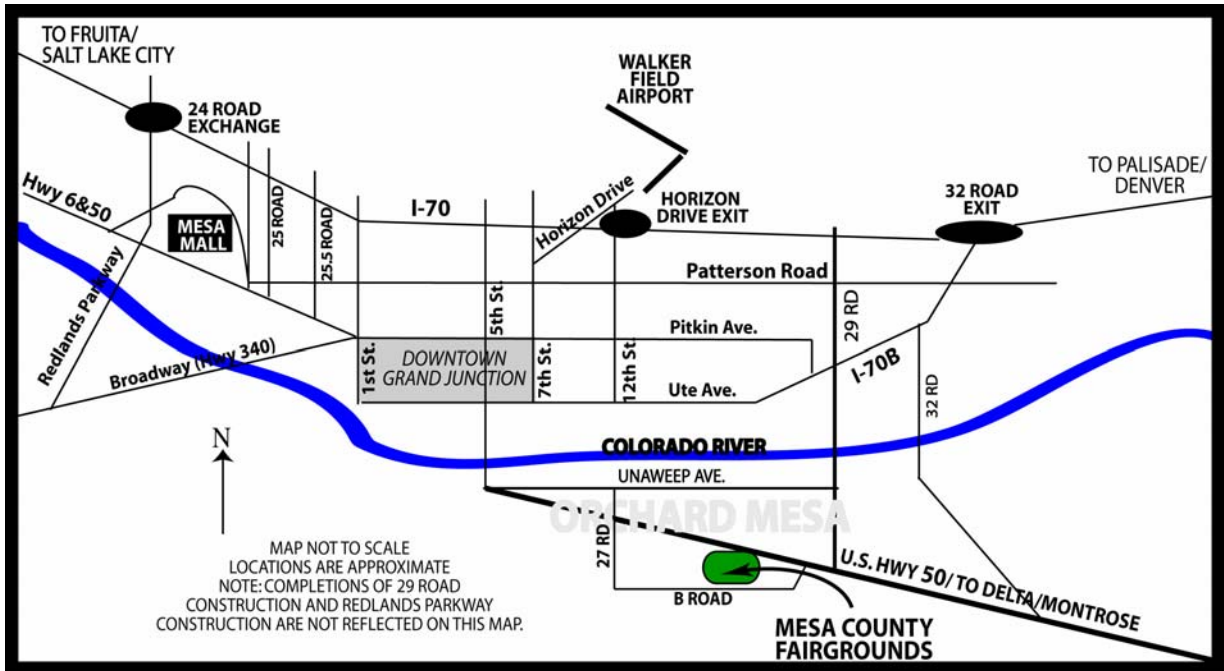 TO FRUITA/
SALT LAKE CITY
WALKER
FIELD
AIRPORT
24 ROAD
EXCHANGE
TO PALISADE/
DENVER
Hwy 6&50
MESA
MALL
25 ROAD
25.5 ROAD
I-70
Horizon Drive
HORIZON
DRIVE EXIT
32 ROAD
EXIT
Patterson Road
Redlands Parkway
5th St.
Pitkin Ave.
29 RD
Broadway (Hwy 340)
1st St.
DOWNTOWN
GRAND JUNCTION
7th St.
12th St.
Ute Ave.
I-70B
32 RD
N
COLORADO RIVER
UNAWEEP AVE.
ORCHARD MESA
27 RD
B ROAD
U.S. HWY 50/ TO DELTA/MONTROSE
MAP NOT TO SCALE
LOCATIONS ARE APPROXIMATE
NOTE: COMPLETIONS OF 29 ROAD
CONSTRUCTION AND REDLANDS PARKWAY
CONSTRUCTION ARE NOT REFLECTED ON THIS MAP.
MESA COUNTY
FAIRGROUNDS